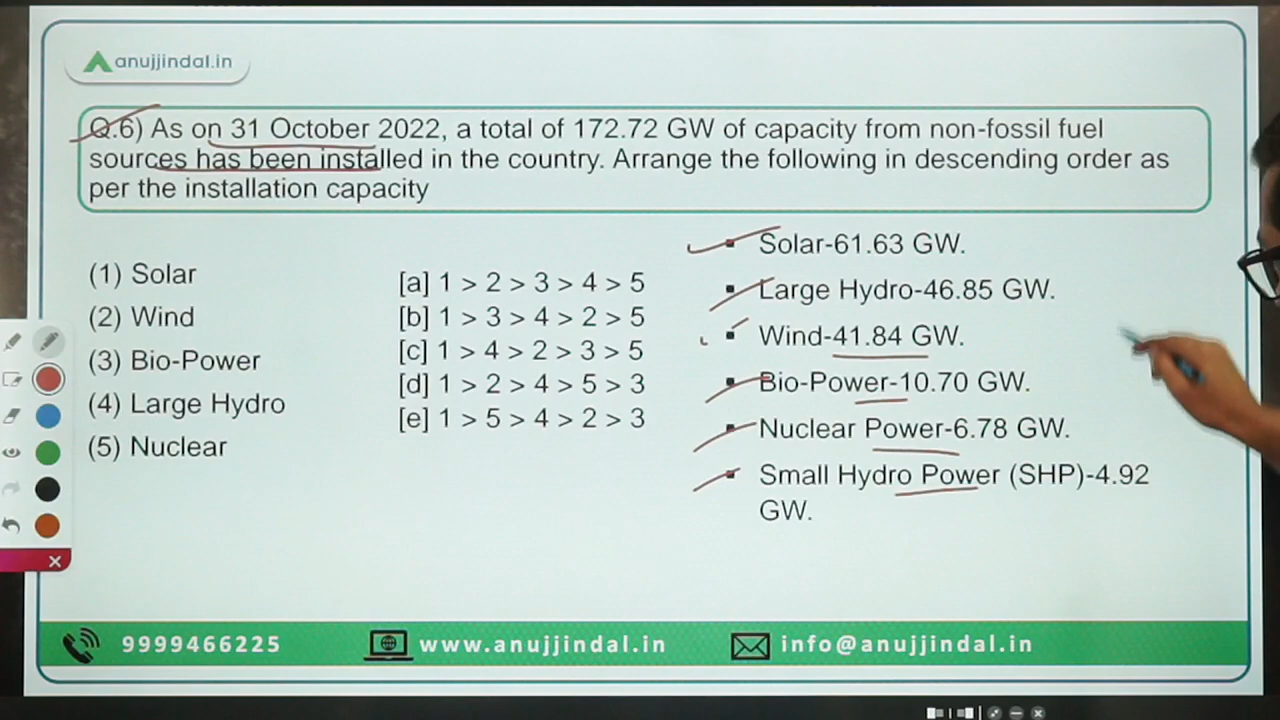 anujjindal.in
Q.6) As on 31 October 2022, a total of 172.72 GW of capacity from non-fossil fuel
sources has been installed in the country. Arrange the following in descending order as
per the installation capacity
(1) Solar
(2) Wind
(3) Bio-Power
(4) Large Hydro
(5) Nuclear
[a] 1 > 2 > 3 > 4 > 5
[b] 1 > 3 > 4 > 2 > 5
[c] 1 > 4 > 2 > 3 > 5
[d] 1 > 2 > 4 > 5 > 3
[e] 1 > 5 > 4 > 2 > 3
▪ Solar-61.63 GW.
▪ Large Hydro-46.85 GW.
▪ Wind-41.84 GW.
▪ Bio-Power-10.70 GW.
▪ Nuclear Power-6.78 GW.
▪ Small Hydro Power (SHP)-4.92
GW.
9999466225
www.anujjindal.in
info@anujjindal.in